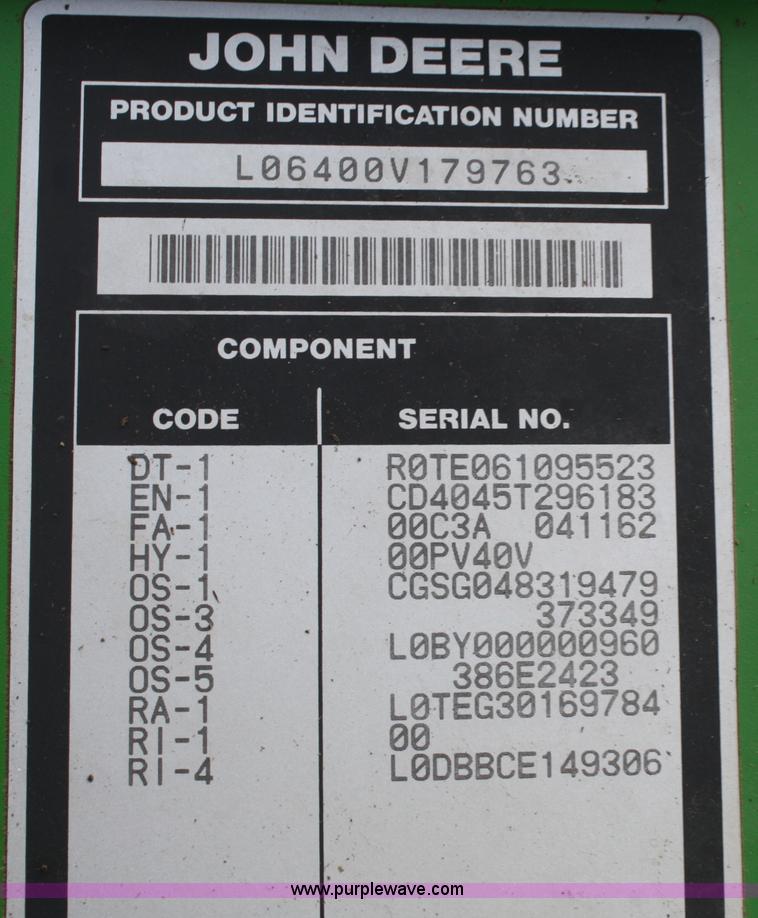 JOHN DEERE
PRODUCT IDENTIFICATION NUMBER
L06400V179763
COMPONENT
CODE SERIAL NO.
DT-1 R0TE061095523
EN-1 CD4045T296183
FA-1 00C3A 041162
HY-1 00PV40V
OS-1 CGSG048319479
OS-3 373349
OS-4 L0BY000000960
OS-5 386E2423
RA-1 L0TEG30169784
RI-1 00
RI-4 L0DBBCE149306
www.purplewave.com